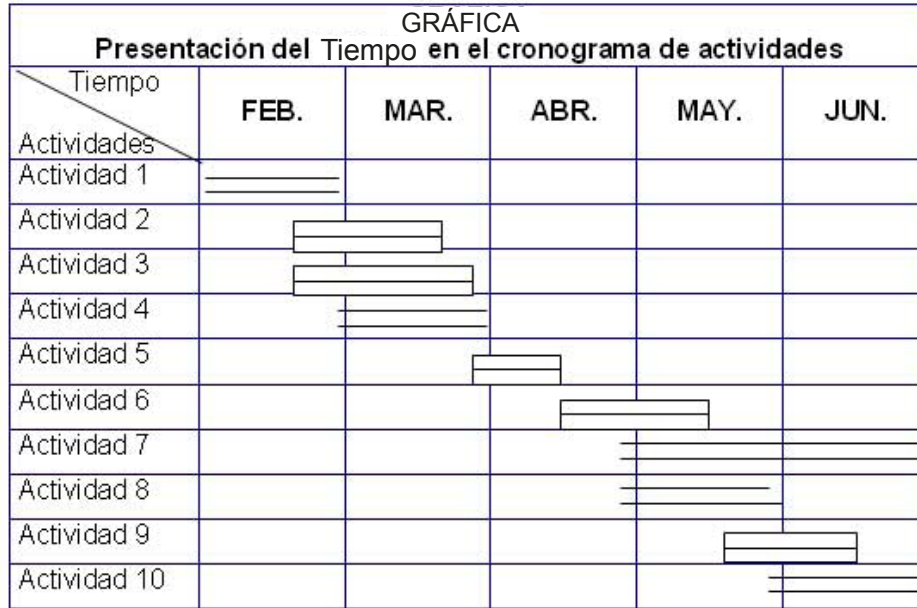 GRÁFICA
Presentación del Tiempo en el cronograma de actividades
Tiempo
FEB. MAR. ABR. MAY. JUN.
Actividades
Actividad 1
Actividad 2
Actividad 3
Actividad 4
Actividad 5
Actividad 6
Actividad 7
Actividad 8
Actividad 9
Actividad 10